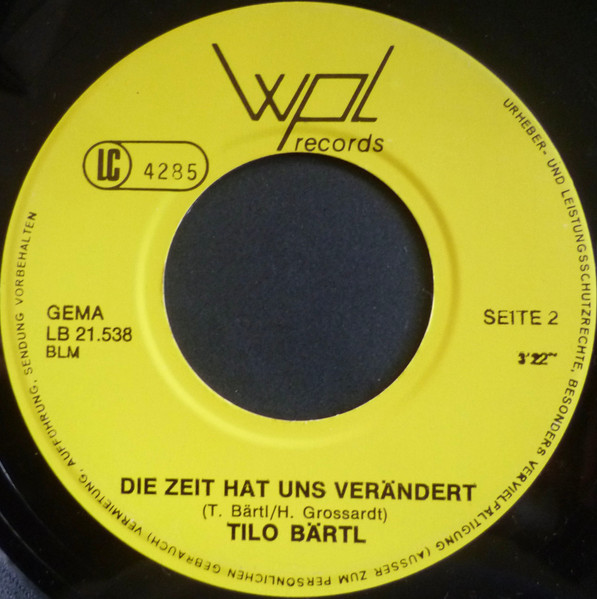 wpl
records
LC 4285
GEMA
LB 21.538
BLM
SEITE 2
3'22"
DIE ZEIT HAT UNS VERÄNDERT
(T. Bärtl/H. Grossardt)
TILO BÄRTL
URHEBER- UND LEISTUNGSSCHUTZRECHTE, BESONDERS VERVIELFÄLTIGUNG (AUSSER ZUM PERSÖNLICHEN GEBRAUCH) VERMIETUNG, AUFFÜHRUNG, SENDUNG VORBEHALTEN